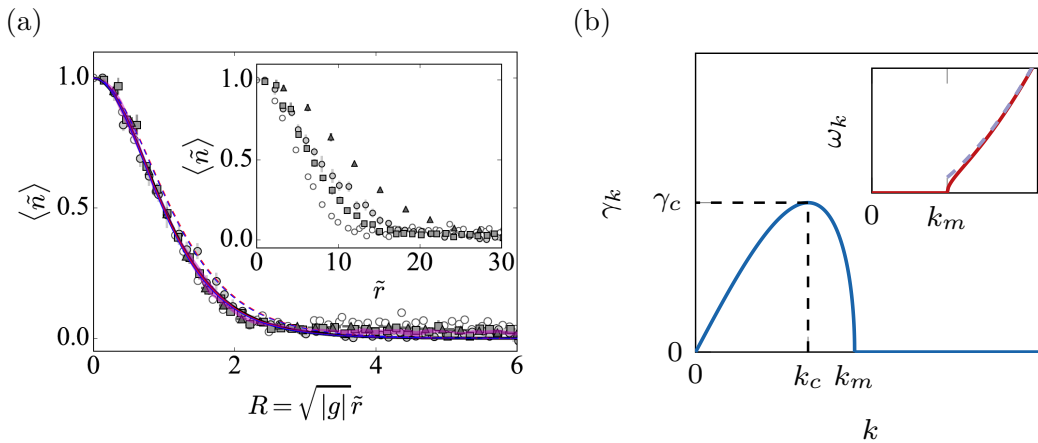 (a)
1.0
0.5
0.0
⟨ñ⟩
0 2 4 6
R = √|g| r̃
1.0
0.5
0.0
⟨ñ⟩
0 10 20 30
r̃
(b)
γ_k
γ_c
0
k_c k_m
k
ω_k
0 k_m